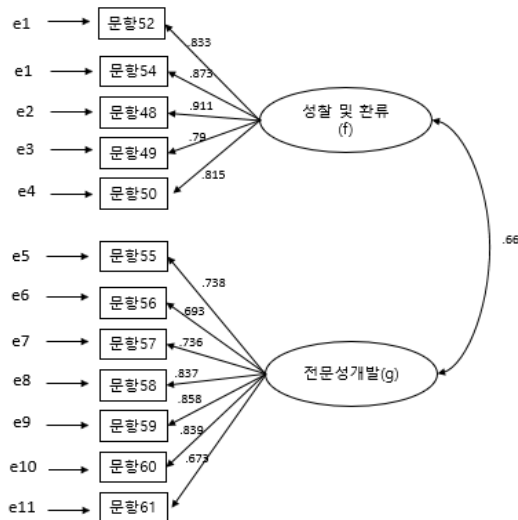 e1 문항52
.833
e1 문항54
.873
e2 문항48
.911
성찰 및 환류
(f)
e3 문항49
.79
e4 문항50
.815
.66
e5 문항55
.738
e6 문항56
.693
e7 문항57
.736
전문성개발(g)
e8 문항58
.837
e9 문항59
.858
e10 문항60
.839
e11 문항61
.673